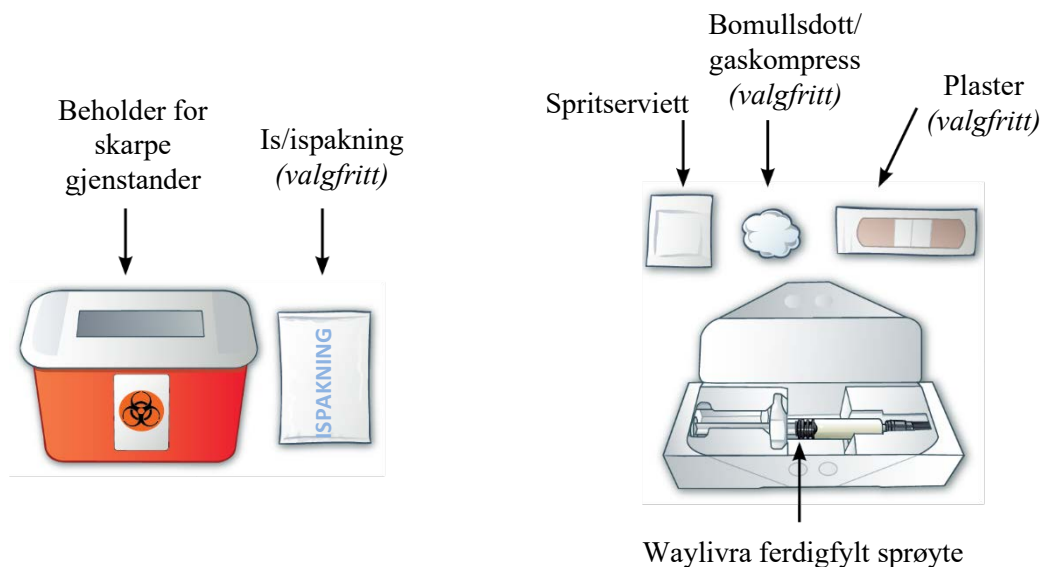 Beholder for
skarpe
gjenstander
Is/ispakning
(valgfritt)
ISPAKNING
Spritserviett
Bomullsdott/
gaskompress
(valgfritt)
Plaster
(valgfritt)
Waylivra ferdigfylt sprøyte